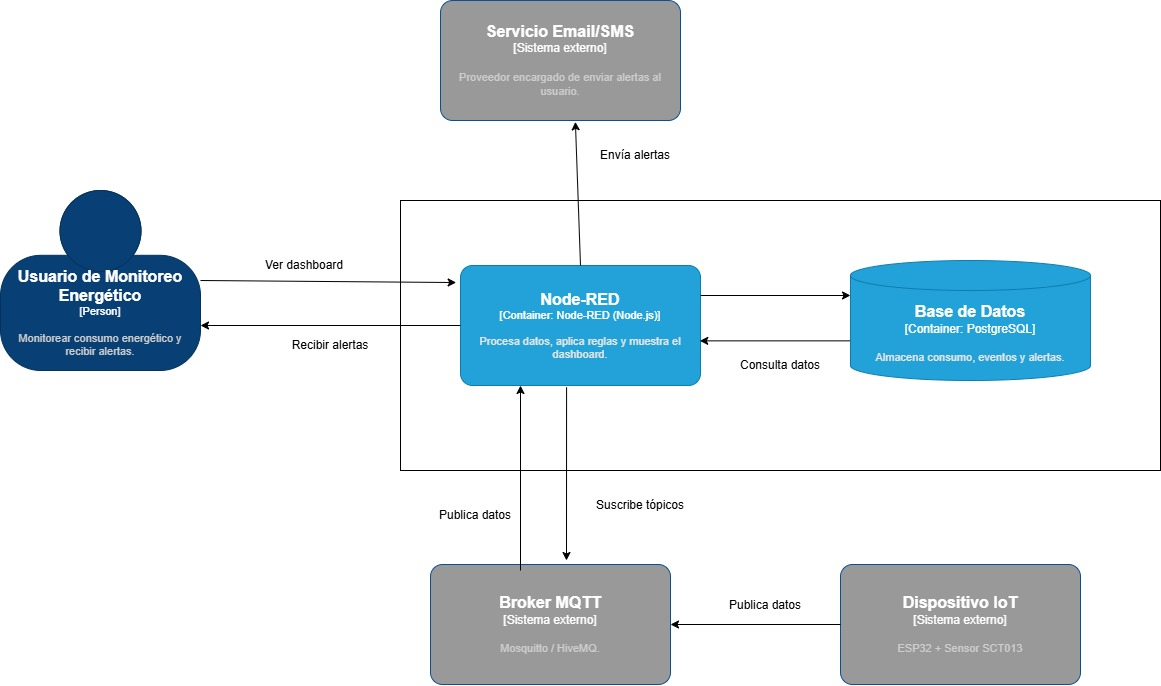 Servicio Email/SMS
[Sistema externo]
Proveedor encargado de enviar alertas al
usuario.
Envía alertas
Usuario de Monitoreo
Energético
[Person]
Monitorear consumo energético y
recibir alertas.
Ver dashboard
Recibir alertas
Node-RED
[Container: Node-RED (Node.js)]
Procesa datos, aplica reglas y muestra el
dashboard.
Consulta datos
Base de Datos
[Container: PostgreSQL]
Almacena consumo, eventos y alertas.
Publica datos
Suscribe tópicos
Broker MQTT
[Sistema externo]
Mosquitto / HiveMQ.
Publica datos
Dispositivo IoT
[Sistema externo]
ESP32 + Sensor SCT013